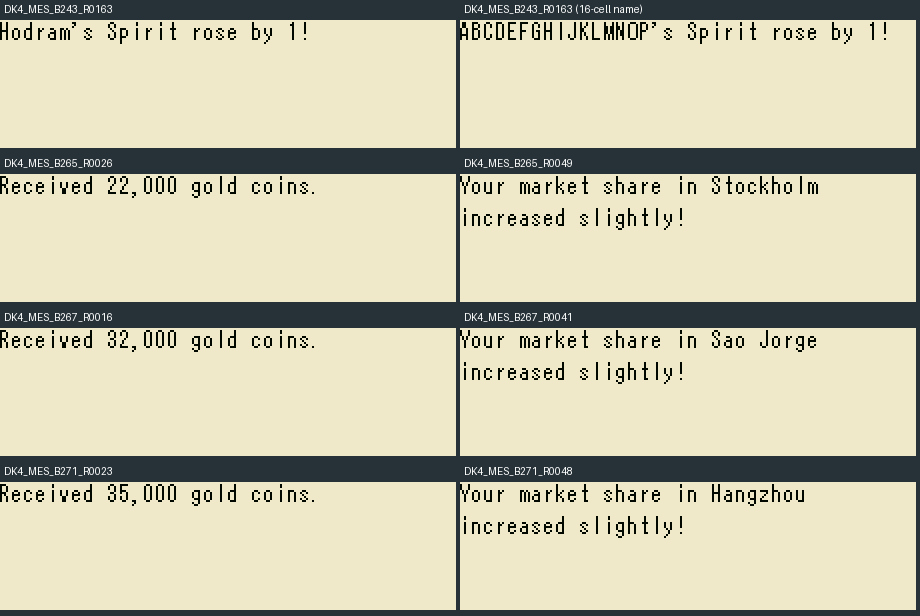 DK4_MES_B243_R0163
Hodram's Spirit rose by 1!
DK4_MES_B243_R0163 (16-cell name)
ABCDEFGHIJKLMNOP's Spirit rose by 1!
DK4_MES_B265_R0026
Received 22,000 gold coins.
DK4_MES_B265_R0049
Your market share in Stockholm
increased slightly!
DK4_MES_B267_R0016
Received 32,000 gold coins.
DK4_MES_B267_R0041
Your market share in Sao Jorge
increased slightly!
DK4_MES_B271_R0023
Received 35,000 gold coins.
DK4_MES_B271_R0048
Your market share in Hangzhou
increased slightly!